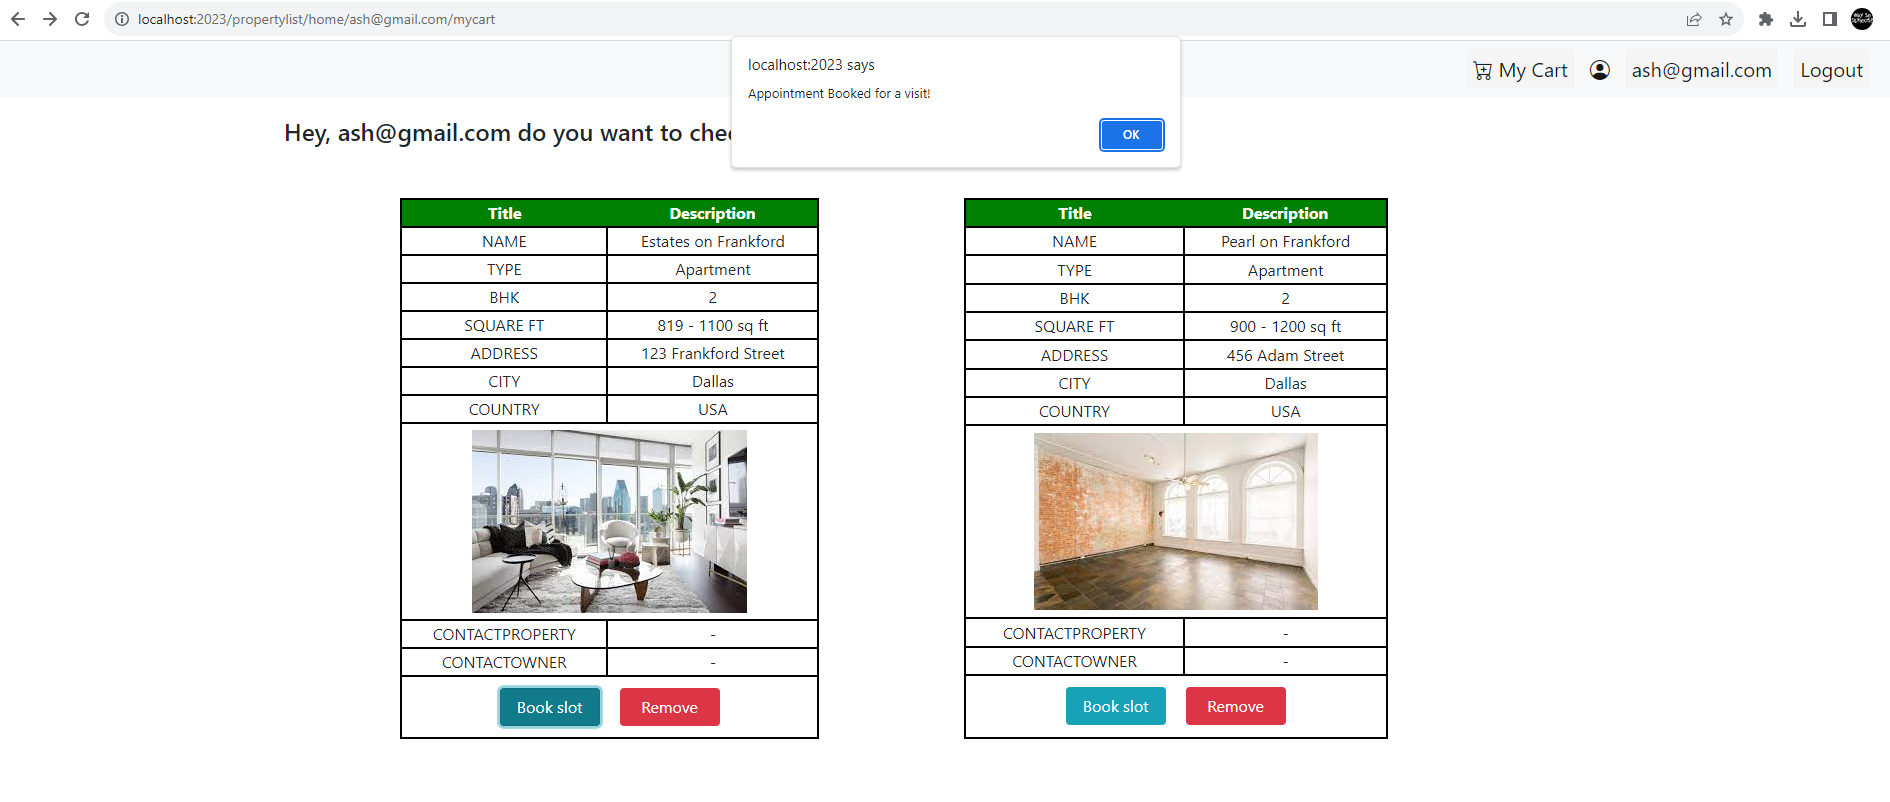 localhost:2023/propertylist/home/ash@gmail.com/mycart
localhost:2023 says
Appointment Booked for a visit!
OK
My Cart
ash@gmail.com
Logout
Hey, ash@gmail.com do you want to
Title Description
NAME Estates on Frankford
TYPE Apartment
BHK 2
SQUARE FT 819 - 1100 sq ft
ADDRESS 123 Frankford Street
CITY Dallas
COUNTRY USA
CONTACTPROPERTY -
CONTACTOWNER -
Book slot Remove
Title Description
NAME Pearl on Frankford
TYPE Apartment
BHK 2
SQUARE FT 900 - 1200 sq ft
ADDRESS 456 Adam Street
CITY Dallas
COUNTRY USA
CONTACTPROPERTY -
CONTACTOWNER -
Book slot Remove